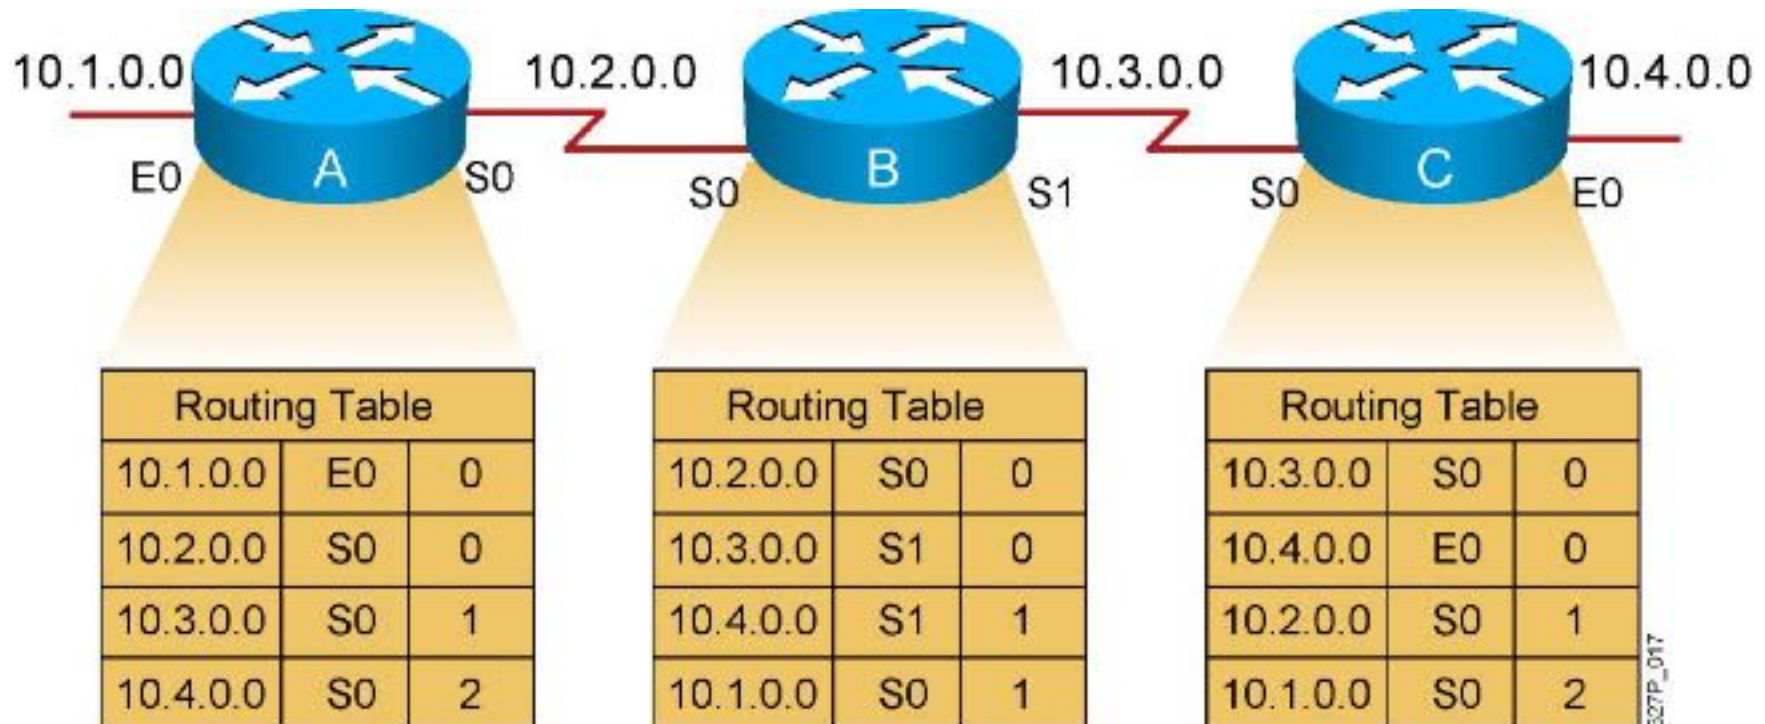 10.1.0.0 10.2.0.0 10.3.0.0 10.4.0.0
E0 A S0 S0 B S1 S0 C E0
Routing Table Routing Table Routing Table
10.1.0.0 E0 0 10.2.0.0 S0 0 10.3.0.0 S0 0
10.2.0.0 S0 0 10.3.0.0 S1 0 10.4.0.0 E0 0
10.3.0.0 S0 1 10.4.0.0 S1 1 10.2.0.0 S0 1
10.4.0.0 S0 2 10.1.0.0 S0 1 10.1.0.0 S0 2